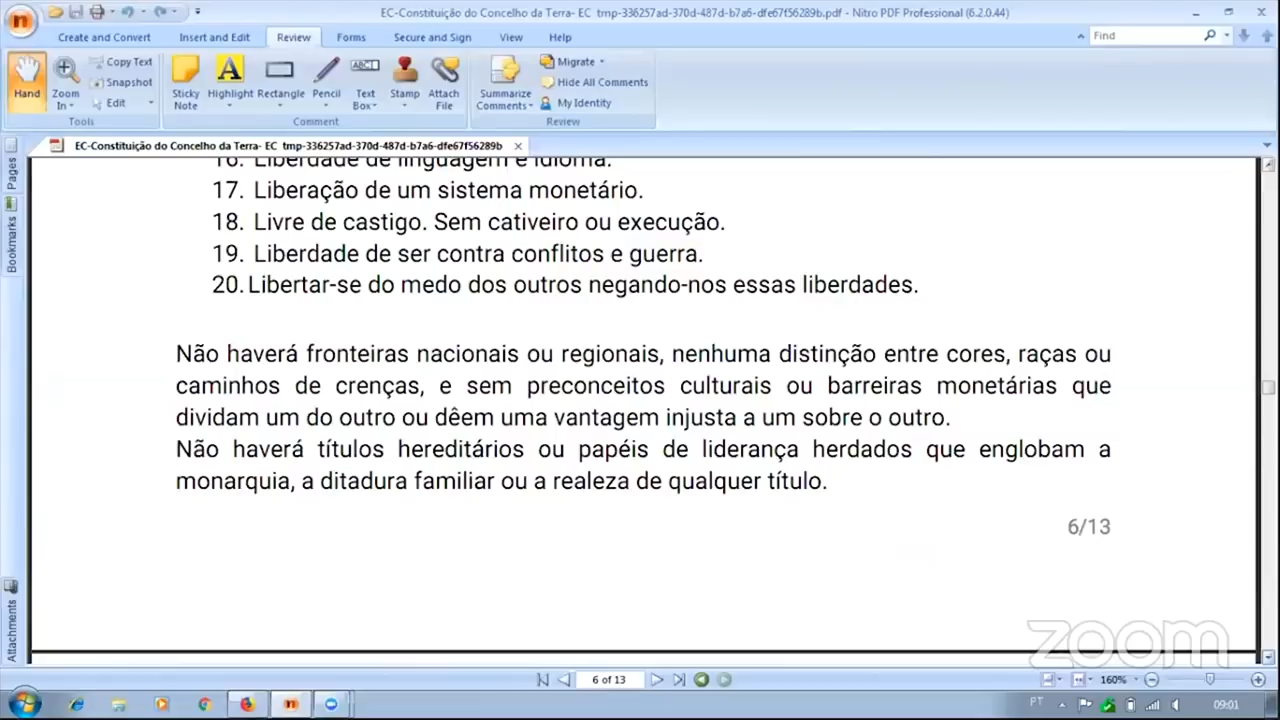 EC-Constituição do Concelho da Terra- EC tmp-336257ad-370d-487d-b7a6-dfe67f56289b.pdf - Nitro PDF Professional (6.2.0.44)
Create and Convert Insert and Edit Review Forms Secure and Sign View Help Find
Hand Zoom In Copy Text Snapshot Edit
Tools
Sticky Note Highlight Rectangle Pencil Text Box Stamp Attach File
Comment
Summarize Comments Migrate Hide All Comments My Identity
Review
EC-Constituição do Concelho da Terra- EC tmp-336257ad-370d-487d-b7a6-dfe67f56289b
Pages
Bookmarks
16. Liberdade de linguagem e idioma.
17. Liberação de um sistema monetário.
18. Livre de castigo. Sem cativeiro ou execução.
19. Liberdade de ser contra conflitos e guerra.
20. Libertar-se do medo dos outros negando-nos essas liberdades.
Não haverá fronteiras nacionais ou regionais, nenhuma distinção entre cores, raças ou
caminhos de crenças, e sem preconceitos culturais ou barreiras monetárias que
dividam um do outro ou dêem uma vantagem injusta a um sobre o outro.
Não haverá títulos hereditários ou papéis de liderança herdados que englobam a
monarquia, a ditadura familiar ou a realeza de qualquer título.
6/13
Attachments
zoom
6 of 13 160%
PT 09:01